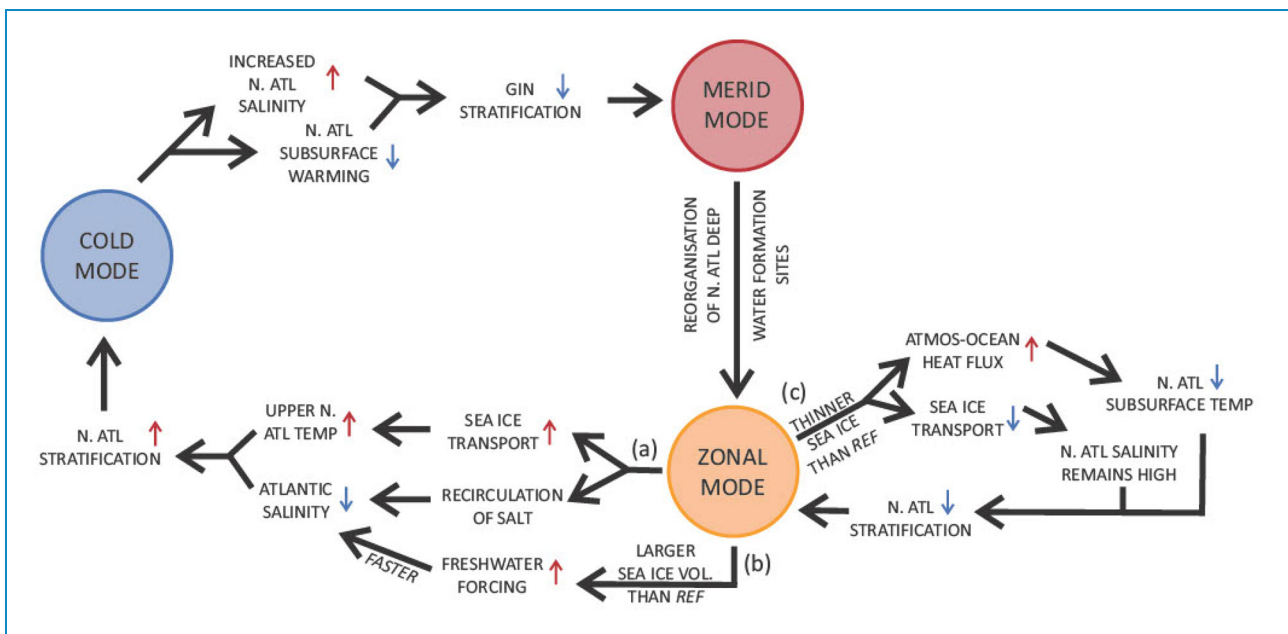 INCREASED
N. ATL
SALINITY
N. ATL
SUBSURFACE
WARMING
GIN
STRATIFICATION
MERID
MODE
COLD
MODE
REORGANISATION
OF N. ATL DEEP
WATER FORMATION
SITES
(c)
THINNER
SEA ICE
THAN REF
ATMOS-OCEAN
HEAT FLUX
SEA ICE
TRANSPORT
N. ATL
SUBSURFACE TEMP
N. ATL SALINITY
REMAINS HIGH
N. ATL
STRATIFICATION
ZONAL
MODE
(a)
SEA ICE
TRANSPORT
UPPER N.
ATL TEMP
RECIRCULATION
OF SALT
ATLANTIC
SALINITY
N. ATL
STRATIFICATION
(b)
LARGER
SEA ICE VOL.
THAN REF
FRESHWATER
FORCING
FASTER